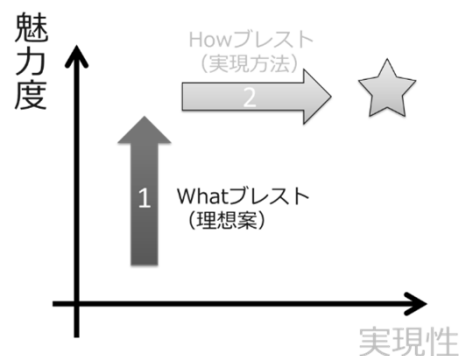 魅力度
Howブレスト
（実現方法）
2
1
Whatブレスト
（理想案）
実現性